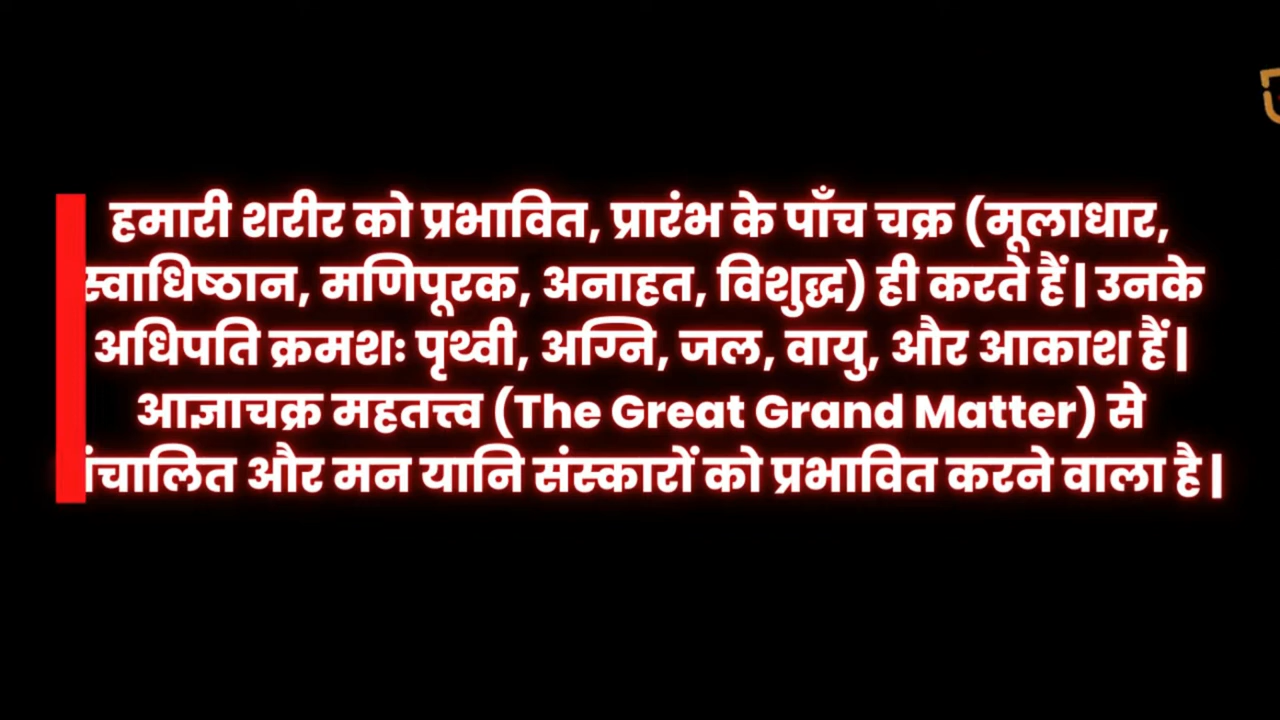 हमारी शरीर को प्रभावित, प्रारंभ के पाँच चक्र (मूलाधार,
स्वाधिष्ठान, मणिपूरक, अनाहत, विशुद्ध) ही करते हैं| उनके
अधिपति क्रमशः पृथ्वी, अग्नि, जल, वायु, और आकाश हैं|
आज्ञाचक्र महतत्त्व (The Great Grand Matter) से
संचालित और मन यानि संस्कारों को प्रभावित करने वाला है|